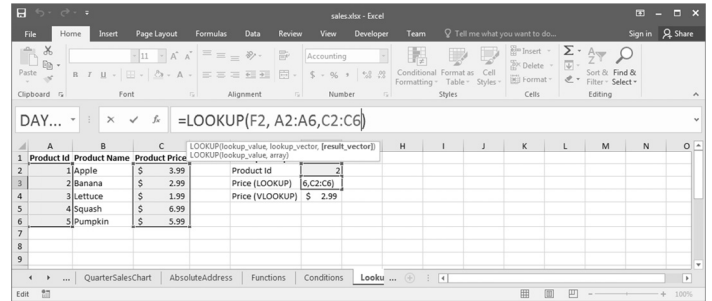 sales.xlsx - Excel
File Home Insert Page Layout Formulas Data Review View Developer Team Tell me what you want to do... Sign in Share
Paste
11 A A Accounting
B I U A $ % ,
Conditional Formatting Format as Table Cell Styles
Insert
Delete
Format
Sort & Filter Find & Select
Clipboard Font Alignment Number Styles Cells Editing
DAY... fx =LOOKUP(F2, A2:A6,C2:C6)
LOOKUP(lookup_value, lookup_vector, [result_vector])
LOOKUP(lookup_value, array)
A B C H I J K L M N O
1 Product Id Product Name Product Price
2 1 Apple $ 3.99 Product Id 2
3 2 Banana $ 2.99 Price (LOOKUP) 6,C2:C6)
4 3 Lettuce $ 1.99 Price (VLOOKUP) $ 2.99
5 4 Squash $ 6.99
6 5 Pumpkin $ 5.99
7
8
9
... QuarterSalesChart AbsoluteAddress Functions Conditions Looku ...
Edit 100%